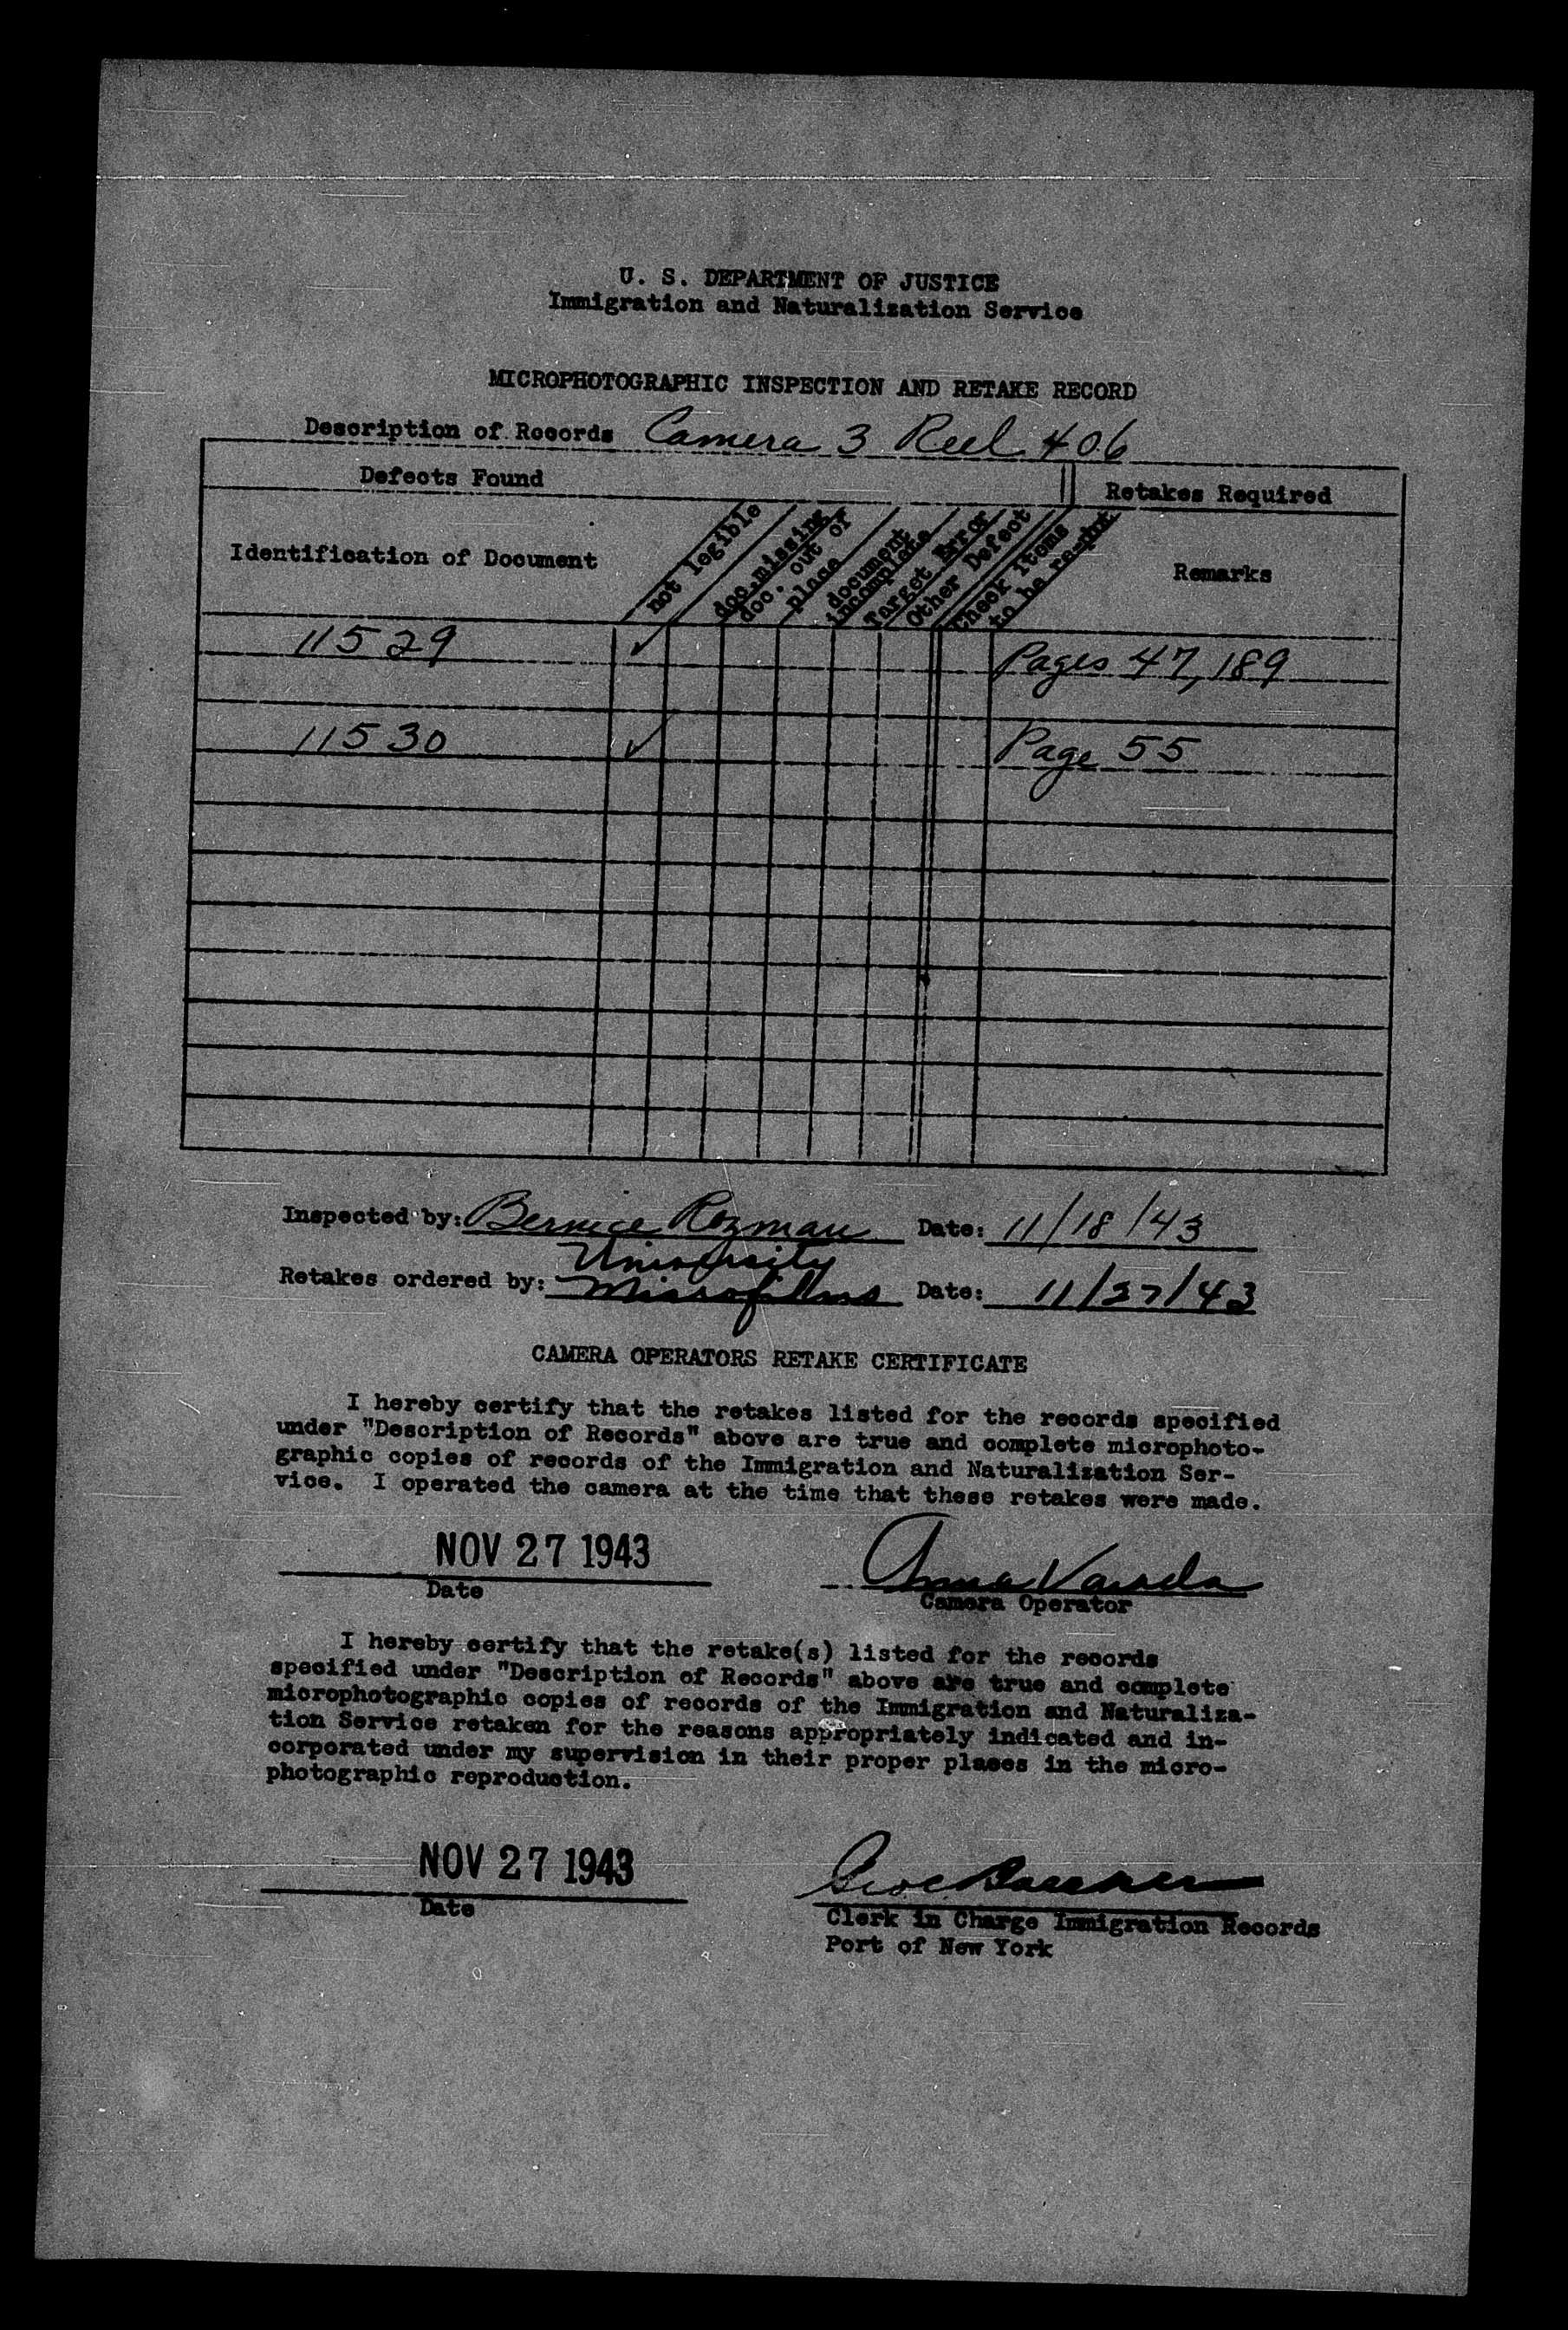 U. S. DEPARTMENT OF JUSTICE
Immigration and Naturalization Service
MICROPHOTOGRAPHIC INSPECTION AND RETAKE RECORD
Description of Records Camera 3 Reel 406
Defects Found
Retakes Required
Identification of Document
not legible
doc. missing
doc. out of
place
document
incomplete
Target Error
Other Defect
Check items
to be re-phot
Remarks
11529 ✓ Pages 47, 189
11530 ✓ Page 55
Inspected by: Bernice Rozman Date: 11/18/43
University
Retakes ordered by: Microfilms Date: 11/27/43
CAMERA OPERATORS RETAKE CERTIFICATE
I hereby certify that the retakes listed for the records specified
under "Description of Records" above are true and complete microphoto-
graphic copies of records of the Immigration and Naturalization Ser-
vice. I operated the camera at the time that these retakes were made.
NOV 27 1943
Date
Anna
Camera Operator
I hereby certify that the retake(s) listed for the records
specified under "Description of Records" above are true and complete
microphotographic copies of records of the Immigration and Naturaliza-
tion Service retaken for the reasons appropriately indicated and in-
corporated under my supervision in their proper places in the micro-
photographic reproduction.
NOV 27 1943
Date
Clerk in Charge Immigration Records
Port of New York